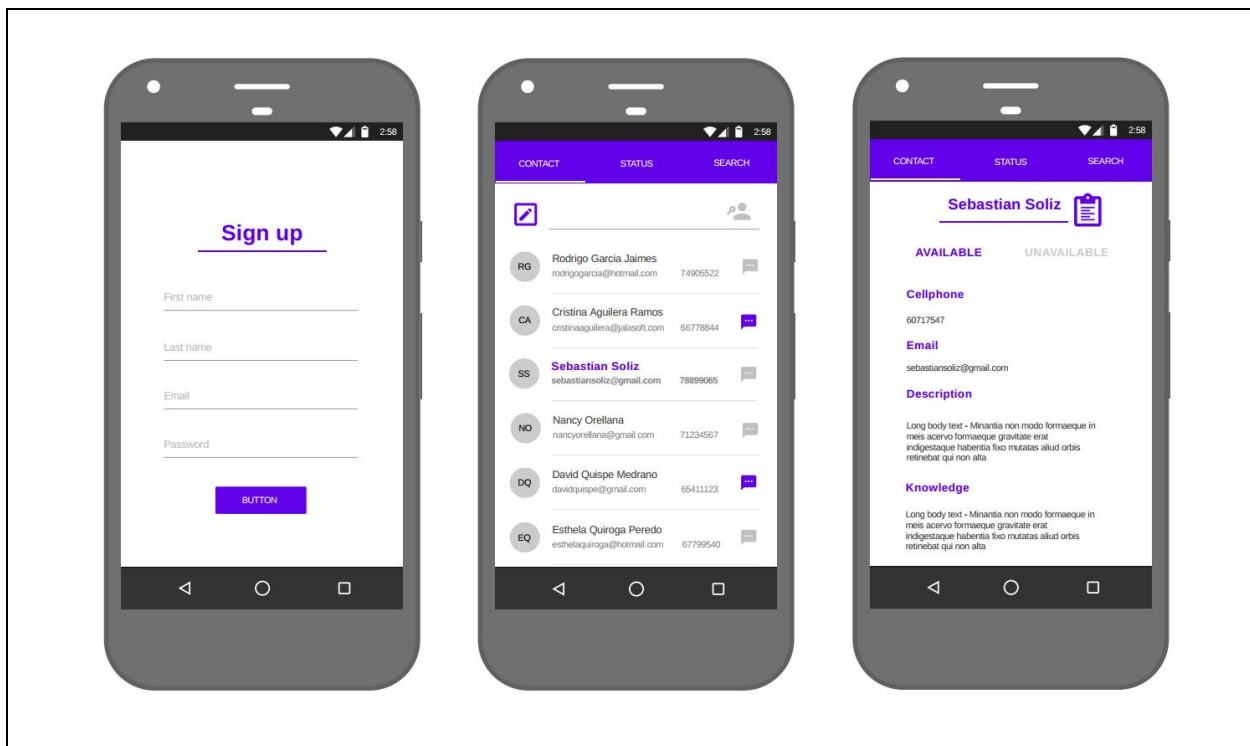 2:58
Sign up
First name
Last name
Email
Password
BUTTON
2:58
CONTACT STATUS SEARCH
RG Rodrigo Garcia Jaimes
rodrigogarcia@hotmail.com 74905522
CA Cristina Aguilera Ramos
cristinaaguilera@jalasoft.com 66778844
SS Sebastian Soliz
sebastiansoliz@gmail.com 78899065
NO Nancy Orellana
nancyorellana@gmail.com 71234567
DQ David Quispe Medrano
davidquispe@gmail.com 65411123
EQ Esthela Quiroga Peredo
esthelaquiroga@hotmail.com 67799540
2:58
CONTACT STATUS SEARCH
Sebastian Soliz
AVAILABLE UNAVAILABLE
Cellphone
60717547
Email
sebastiansoliz@gmail.com
Description
Long body text - Minantia non modo formaeque in
meis acervo formaeque gravitate erat
indigestaque habentia fixo mutatas aliud orbis
retinebat qui non alta
Knowledge
Long body text - Minantia non modo formaeque in
meis acervo formaeque gravitate erat
indigestaque habentia fixo mutatas aliud orbis
retinebat qui non alta